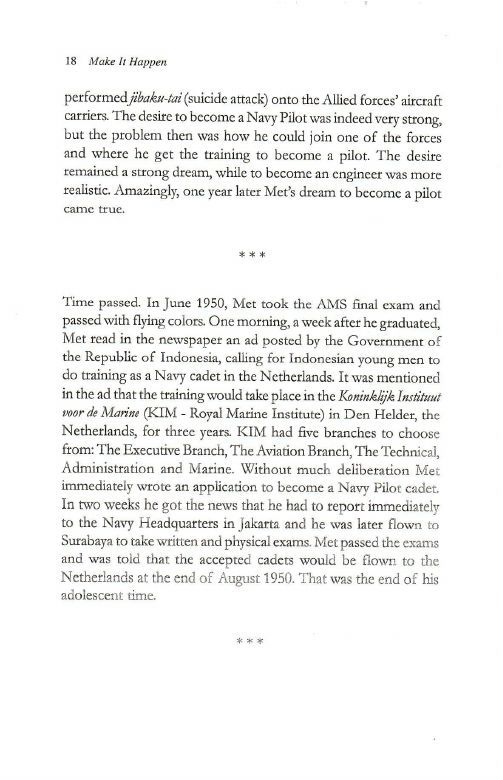 18 Make It Happen
performed jibaku-tai (suicide attack) onto the Allied forces' aircraft
carriers. The desire to become a Navy Pilot was indeed very strong,
but the problem then was how he could join one of the forces
and where he get the training to become a pilot. The desire
remained a strong dream, while to become an engineer was more
realistic. Amazingly, one year later Met's dream to become a pilot
came true.
* * *
Time passed. In June 1950, Met took the AMS final exam and
passed with flying colors. One morning, a week after he graduated,
Met read in the newspaper an ad posted by the Government of
the Republic of Indonesia, calling for Indonesian young men to
do training as a Navy cadet in the Netherlands. It was mentioned
in the ad that the training would take place in the Koninklijk Instituut
voor de Marine (KIM - Royal Marine Institute) in Den Helder, the
Netherlands, for three years. KIM had five branches to choose
from: The Executive Branch, The Aviation Branch, The Technical,
Administration and Marine. Without much deliberation Met
immediately wrote an application to become a Navy Pilot cadet.
In two weeks he got the news that he had to report immediately
to the Navy Headquarters in Jakarta and he was later flown to
Surabaya to take written and physical exams. Met passed the exams
and was told that the accepted cadets would be flown to the
Netherlands at the end of August 1950. That was the end of his
adolescent time.
* * *